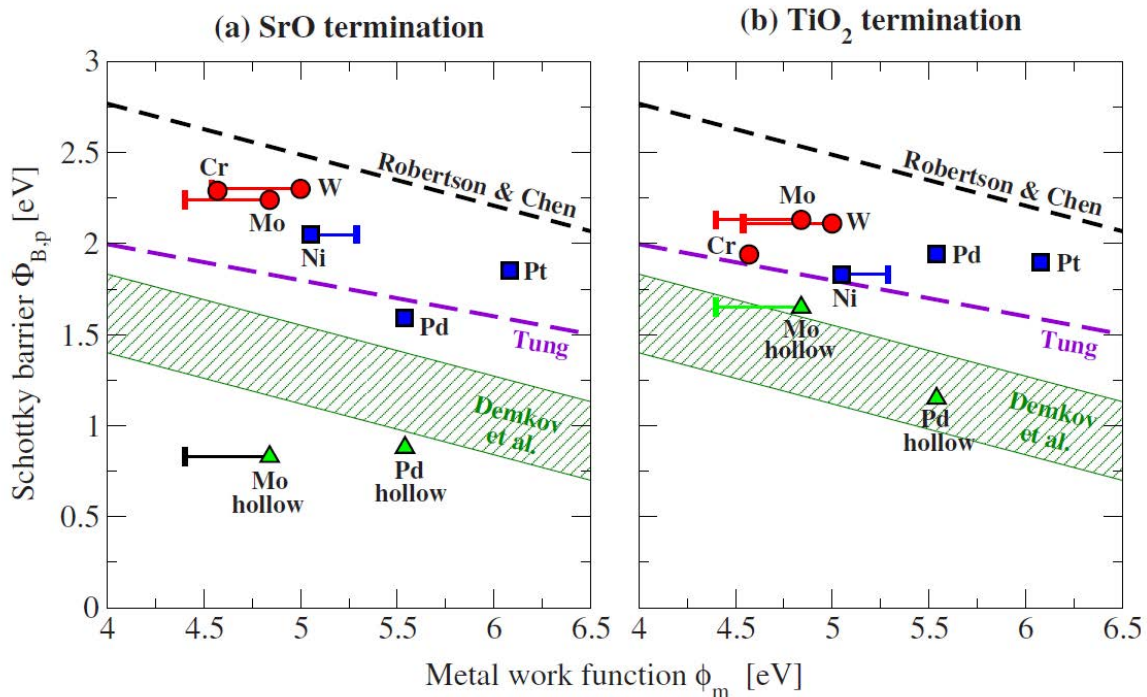 (a) SrO termination
(b) TiO2 termination
Schottky barrier ΦB,p [eV]
3
2.5
2
1.5
1
0.5
0
Cr
W
Mo
Ni
Pt
Pd
Robertson & Chen
Tung
Demkov
et al.
Mo
hollow
Pd
hollow
4
4.5
5
5.5
6
6.5
Mo
W
Cr
Pd
Pt
Ni
Robertson & Chen
Tung
Mo
hollow
Pd
hollow
Demkov
et al.
4
4.5
5
5.5
6
6.5
Metal work function ϕm [eV]